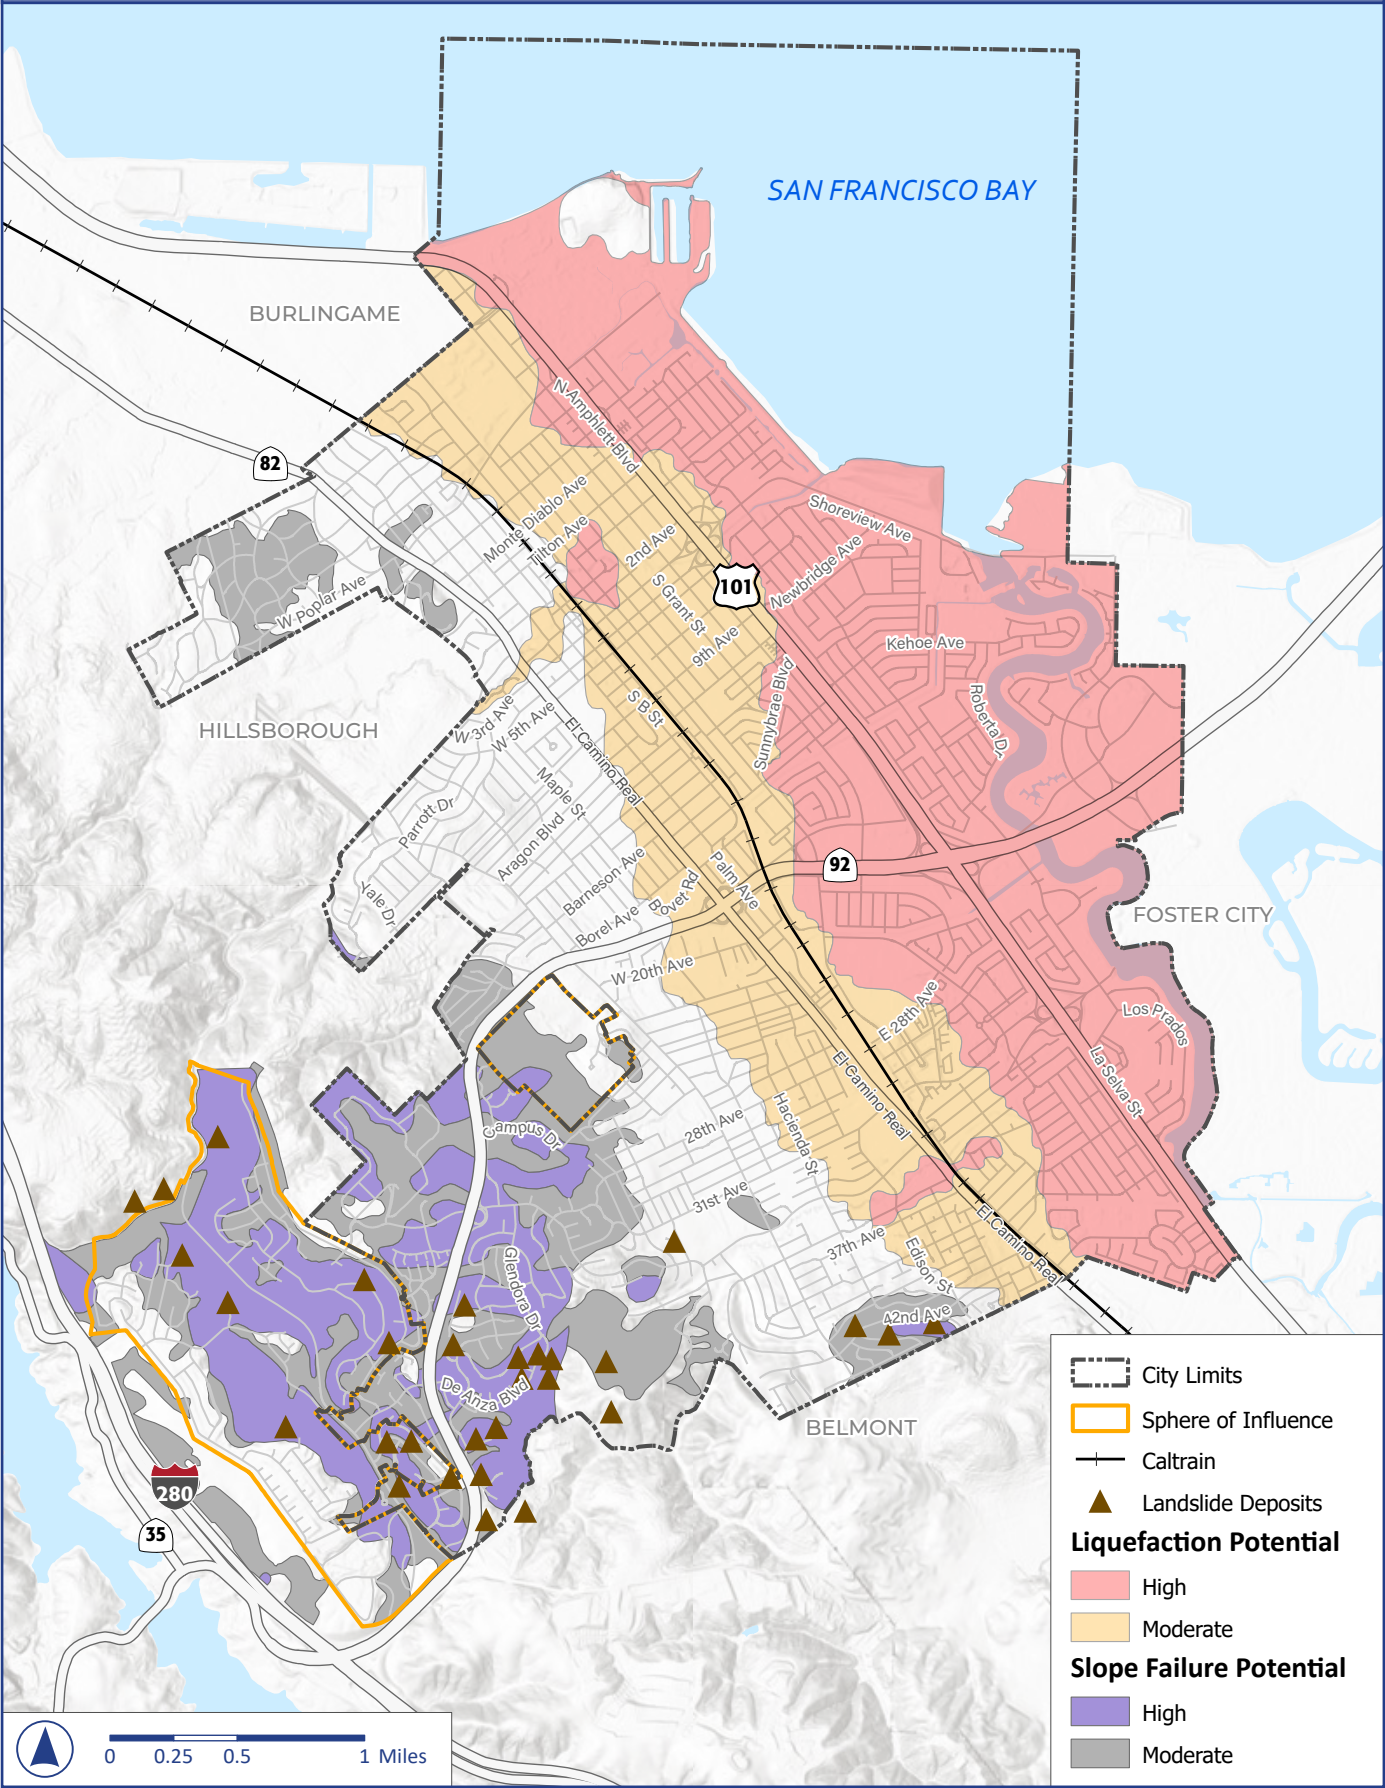 SAN FRANCISCO BAY
BURLINGAME
N Amphlett Blvd
82
Monte Diablo Ave
Tilton Ave
2nd Ave
Shoreview Ave
101
Newbridge Ave
W Poplar Ave
S Grant St
9th Ave
Kehoe Ave
HILLSBOROUGH
W 3rd Ave
W 5th Ave
S B St
Sunnybrae Blvd
Roberta Dr
El Camino Real
Maple St
Parrott Dr
Aragon Blvd
Barneson Ave
Palm Ave
92
Yale Dr
Bovet Rd
Borel Ave
FOSTER CITY
W 20th Ave
E 28th Ave
Los Prados
La Selva St
El Camino Real
Campus Dr
28th Ave
Hacienda St
31st Ave
37th Ave
Edison St
El Camino Real
Glendora Dr
42nd Ave
De Anza Blvd
BELMONT
280
35
City Limits
Sphere of Influence
Caltrain
Landslide Deposits
Liquefaction Potential
High
Moderate
Slope Failure Potential
High
Moderate
0 0.25 0.5 1 Miles